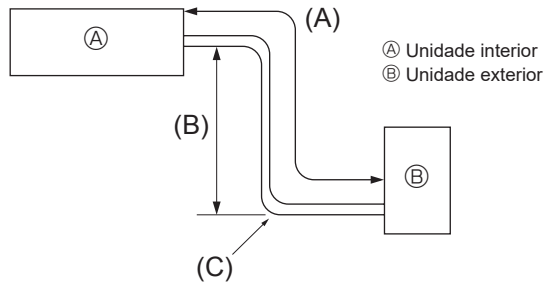 Ⓐ
(A)
Ⓐ Unidade interior
Ⓑ Unidade exterior
(B)
Ⓑ
(C)